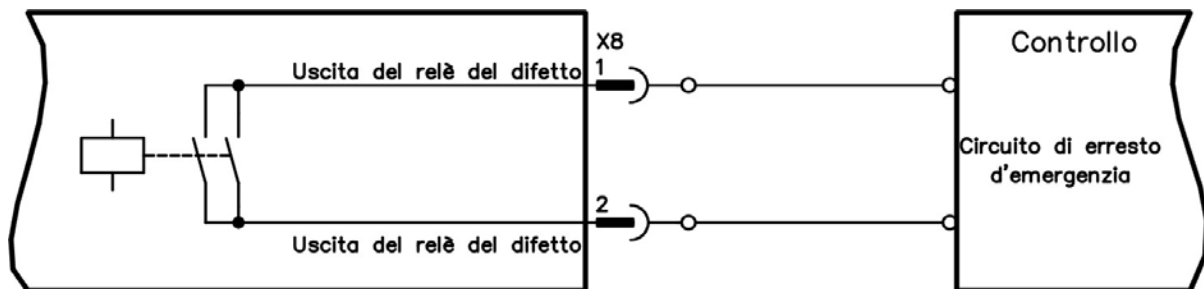 X8
Controllo
Uscita del relè del difetto
1
Circuito di erresto
d'emergenzia
2
Uscita del relè del difetto